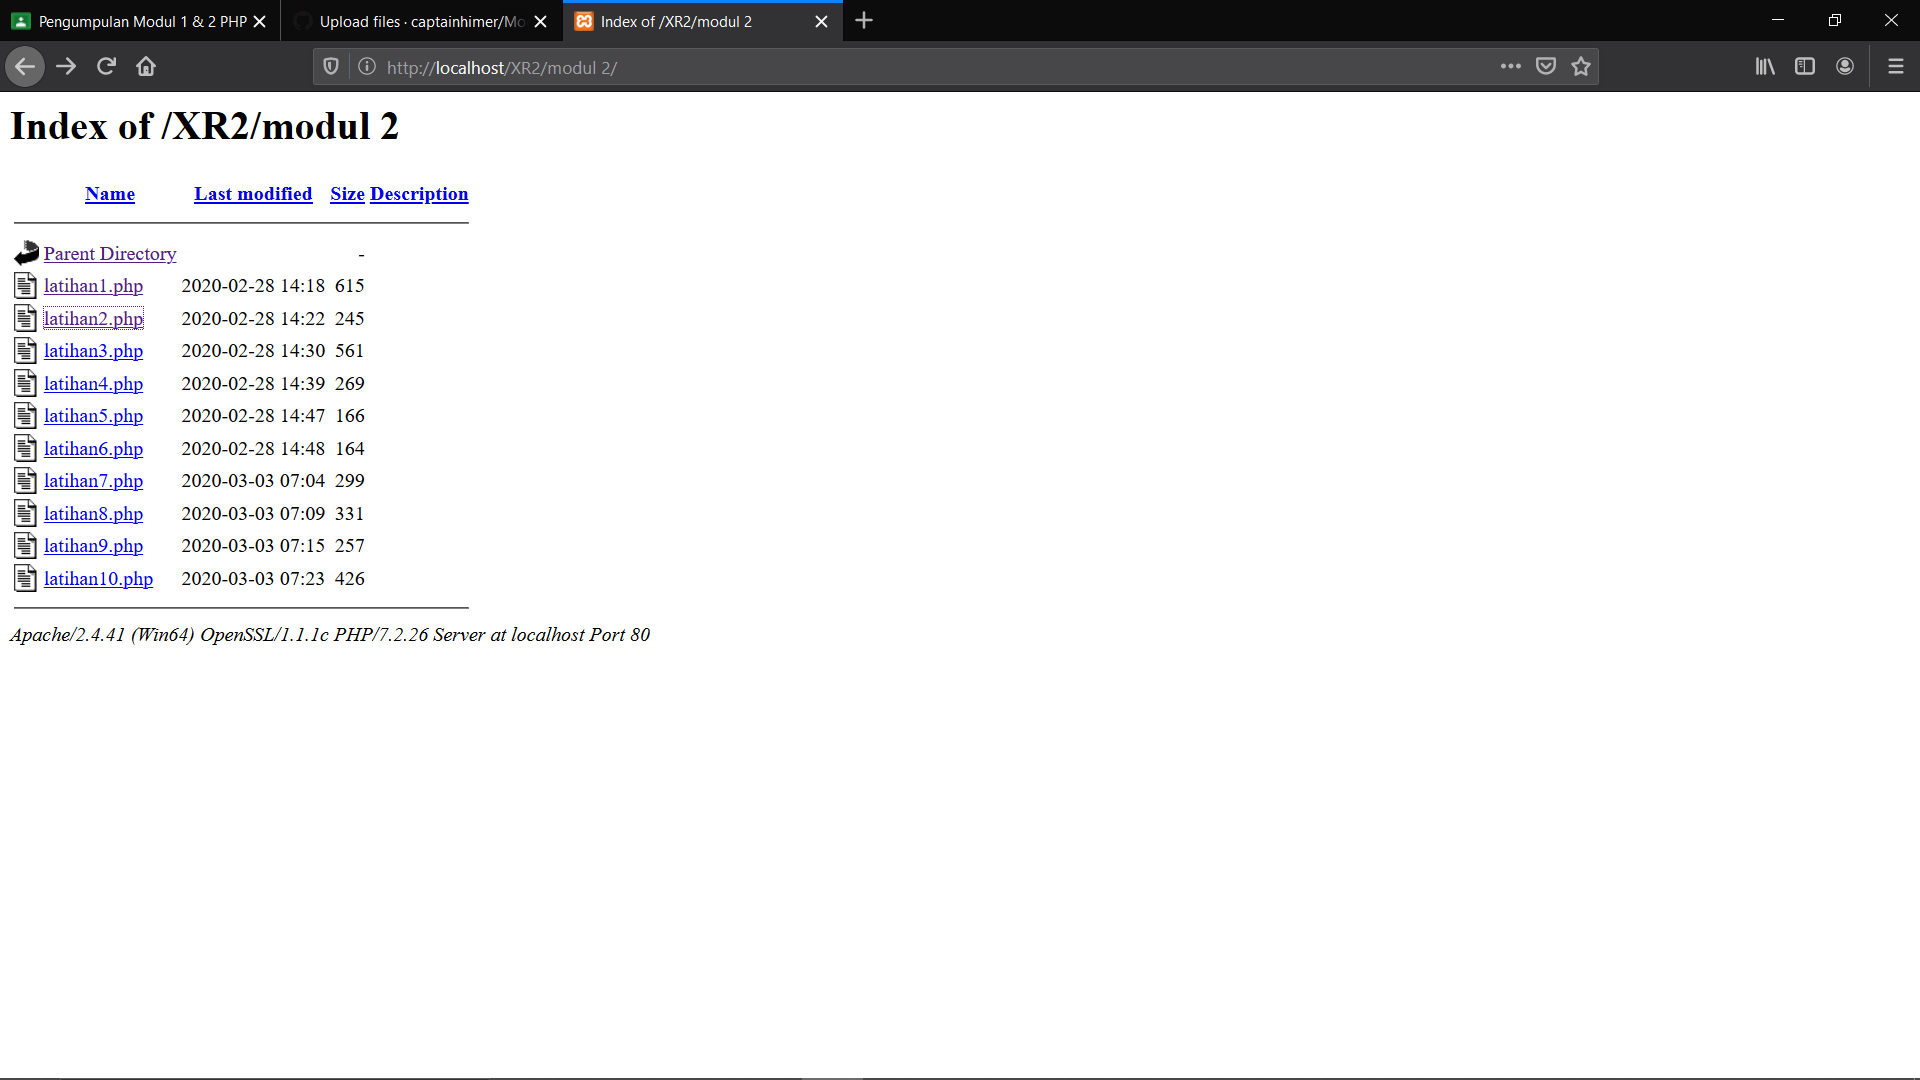 Pengumpulan Modul 1 & 2 PHP
Upload files · captainhimer/Mo
Index of /XR2/modul 2
http://localhost/XR2/modul 2/
Index of /XR2/modul 2
Name Last modified Size Description
Parent Directory -
latihan1.php 2020-02-28 14:18 615
latihan2.php 2020-02-28 14:22 245
latihan3.php 2020-02-28 14:30 561
latihan4.php 2020-02-28 14:39 269
latihan5.php 2020-02-28 14:47 166
latihan6.php 2020-02-28 14:48 164
latihan7.php 2020-03-03 07:04 299
latihan8.php 2020-03-03 07:09 331
latihan9.php 2020-03-03 07:15 257
latihan10.php 2020-03-03 07:23 426
Apache/2.4.41 (Win64) OpenSSL/1.1.1c PHP/7.2.26 Server at localhost Port 80